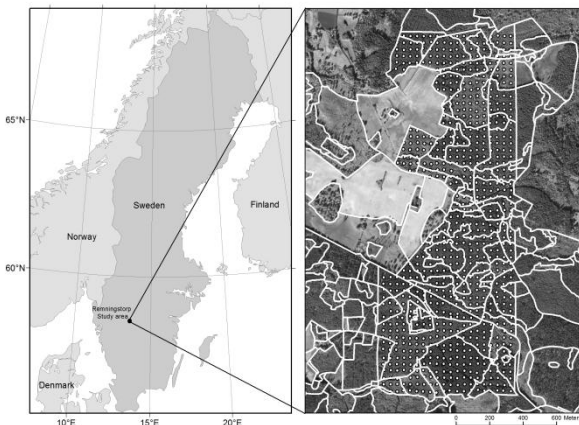 65°N
Sweden
Finland
Norway
60°N
Remningstorp
Study area
Denmark
10°E
15°E
20°E
0 200 400 600 Meter